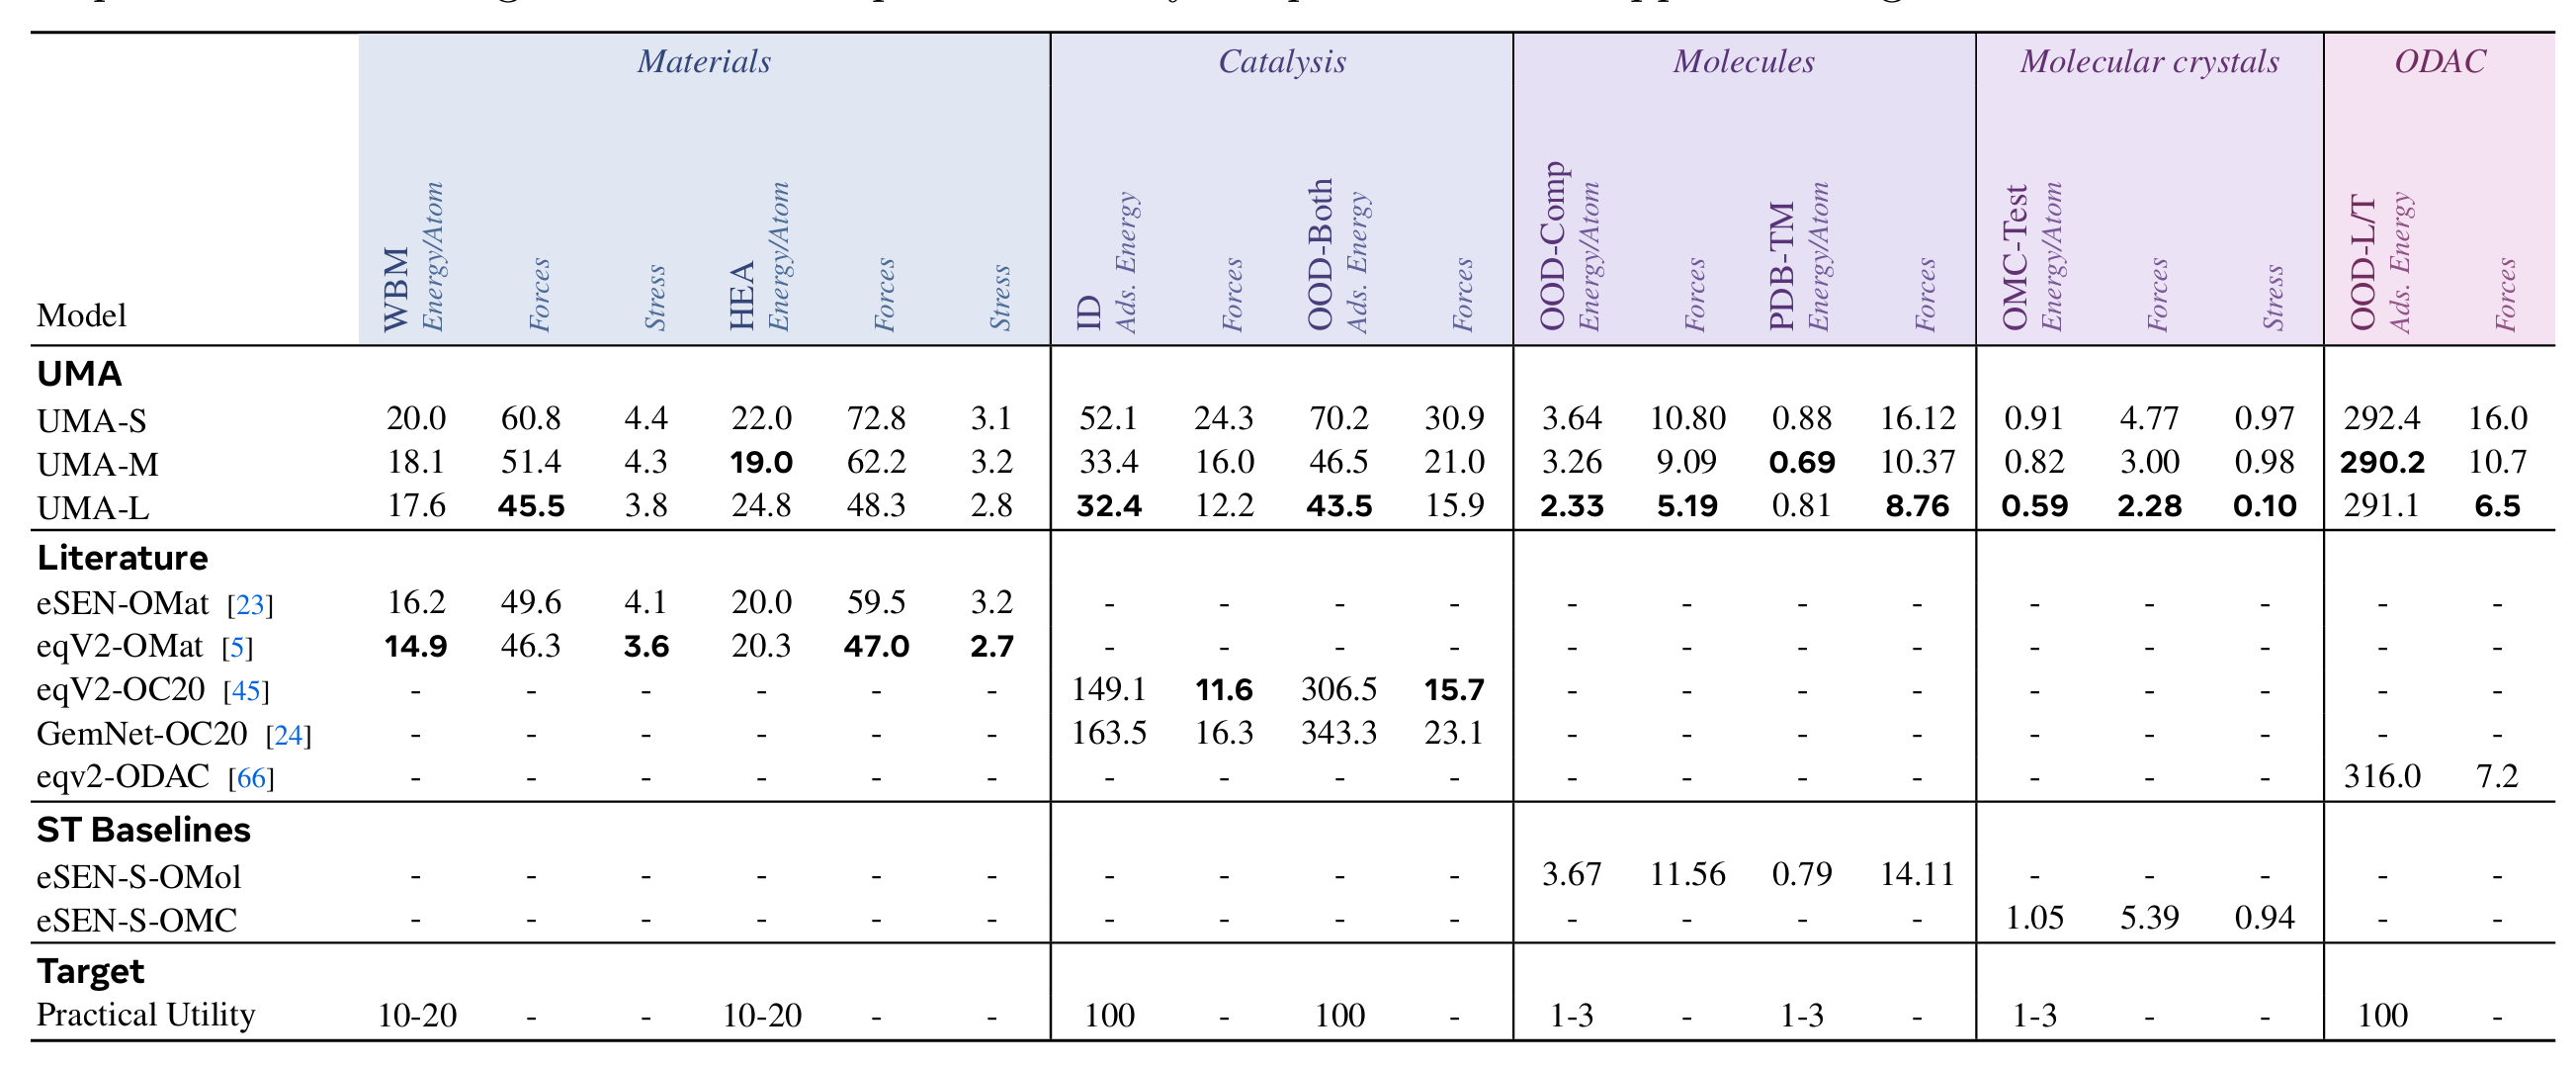 Materials Catalysis Molecules Molecular crystals ODAC
Model WBM Energy/Atom Forces Stress HEA Energy/Atom Forces Stress ID Ads. Energy Forces OOD-Both Ads. Energy Forces OOD-Comp Energy/Atom Forces PDB-TM Energy/Atom Forces OMC-Test Energy/Atom Forces Stress OOD-L/T Ads. Energy Forces
UMA
UMA-S 20.0 60.8 4.4 22.0 72.8 3.1 52.1 24.3 70.2 30.9 3.64 10.80 0.88 16.12 0.91 4.77 0.97 292.4 16.0
UMA-M 18.1 51.4 4.3 19.0 62.2 3.2 33.4 16.0 46.5 21.0 3.26 9.09 0.69 10.37 0.82 3.00 0.98 290.2 10.7
UMA-L 17.6 45.5 3.8 24.8 48.3 2.8 32.4 12.2 43.5 15.9 2.33 5.19 0.81 8.76 0.59 2.28 0.10 291.1 6.5
Literature
eSEN-OMat [23] 16.2 49.6 4.1 20.0 59.5 3.2 - - - - - - - - - - - - -
eqV2-OMat [5] 14.9 46.3 3.6 20.3 47.0 2.7 - - - - - - - - - - - - -
eqV2-OC20 [45] - - - - - - 149.1 11.6 306.5 15.7 - - - - - - - - -
GemNet-OC20 [24] - - - - - - 163.5 16.3 343.3 23.1 - - - - - - - - -
eqv2-ODAC [66] - - - - - - - - - - - - - - - - - 316.0 7.2
ST Baselines
eSEN-S-OMol - - - - - - - - - - 3.67 11.56 0.79 14.11 - - - - -
eSEN-S-OMC - - - - - - - - - - - - - - 1.05 5.39 0.94 - -
Target
Practical Utility 10-20 - - 10-20 - - 100 - 100 - 1-3 - 1-3 - 1-3 - - 100 -